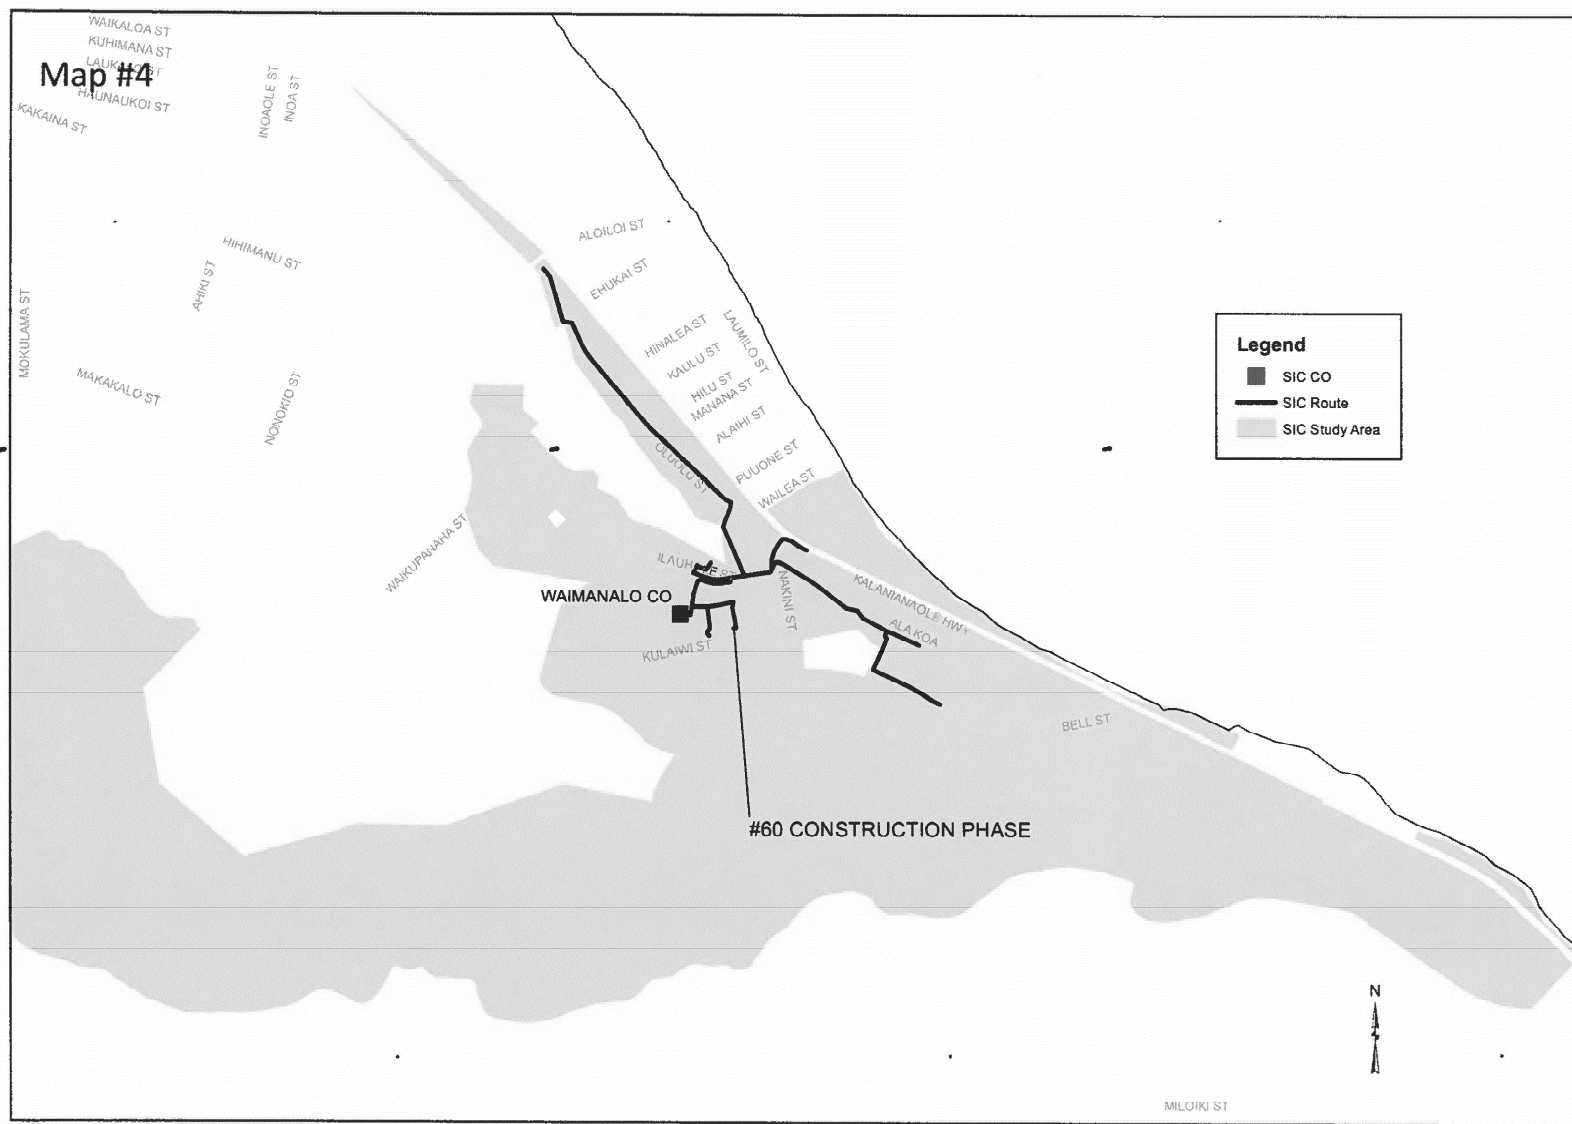 WAIKALOA ST
KUHIMANA ST
Map #4
HAUNAUKOI ST
KAKAINA ST
INOAOLE ST
INOA ST
ALOILOI ST
HIHIMANU ST
AHIKI ST
EHUKAI ST
MOKULAMA ST
HINALEA ST
LAUMILO ST
KAULU ST
HILU ST
MANANA ST
MAKAKALO ST
NONOKIO ST
ALAIHI ST
Legend
SIC CO
SIC Route
SIC Study Area
OLUOLU ST
PUUONE ST
WAILEA ST
WAIKUPANAHA ST
WAIMANALO CO
NAKINI ST
KALANIANAOLE HWY
ALA KOA
KULAIWI ST
BELL ST
#60 CONSTRUCTION PHASE
N
MILOIKI ST